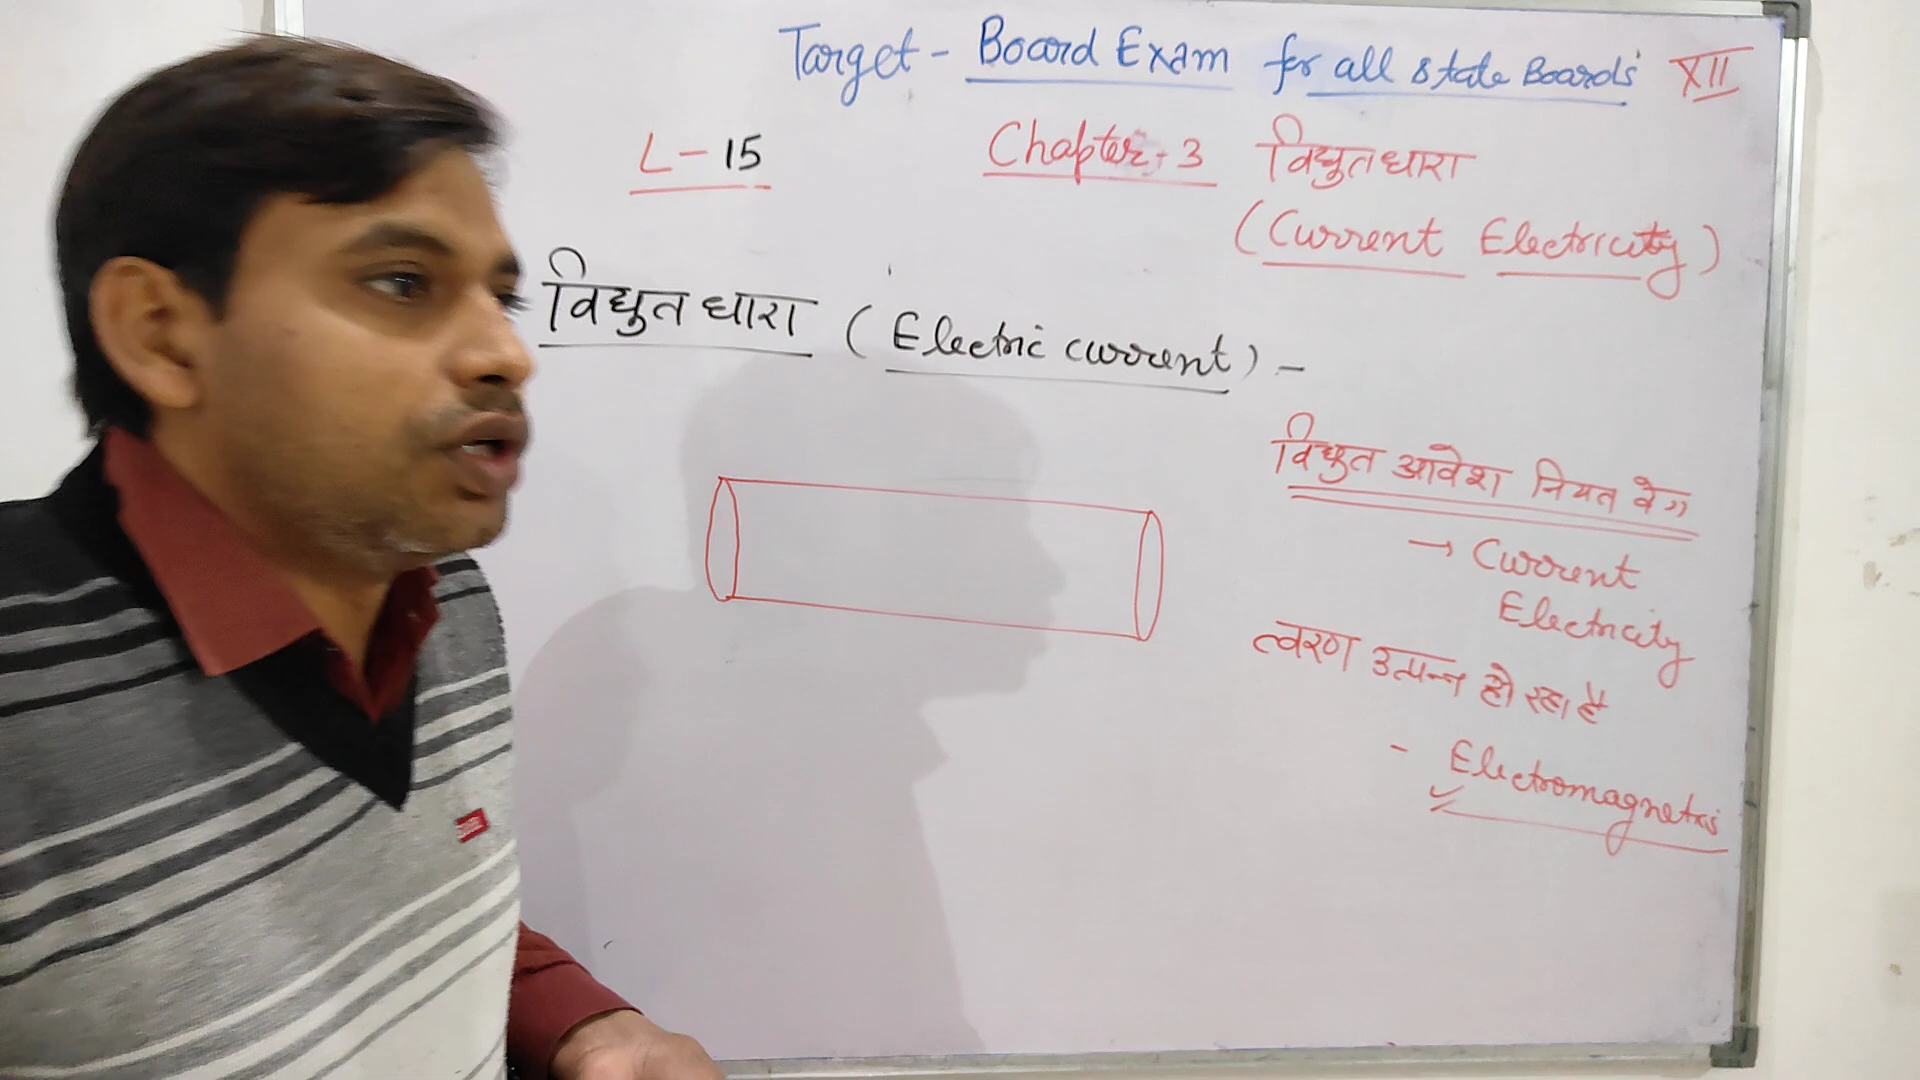 Target - Board Exam for all state Boards XII
L - 15
Chapter - 3 विद्युत धारा
(Current Electricity)
विद्युत धारा (Electric current) -
विद्युत आवेश नियत वेग
→ Current
Electricity
त्वरण उत्पन्न हो रहा है
- Electromagnetis